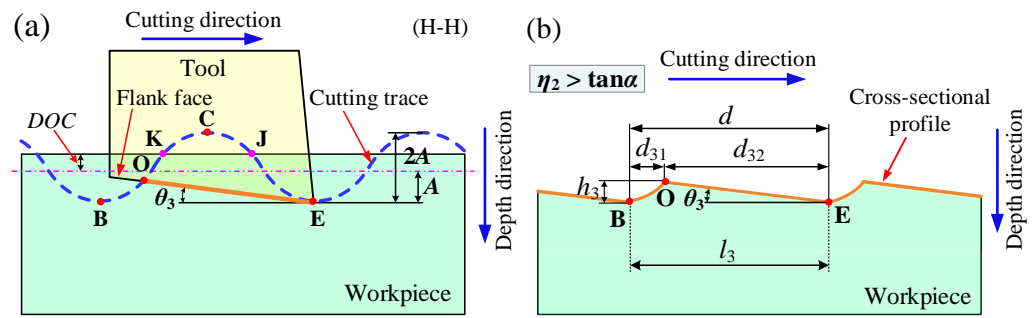 (a)
Cutting direction
(H-H)
Tool
Flank face
Cutting trace
DOC
C
K
J
O
2A
A
θ₃
B
E
Depth direction
Workpiece
(b)
η₂ > tanα
Cutting direction
Cross-sectional
profile
d
d₃₁
d₃₂
h₃
O
θ₃
B
E
l₃
Depth direction
Workpiece